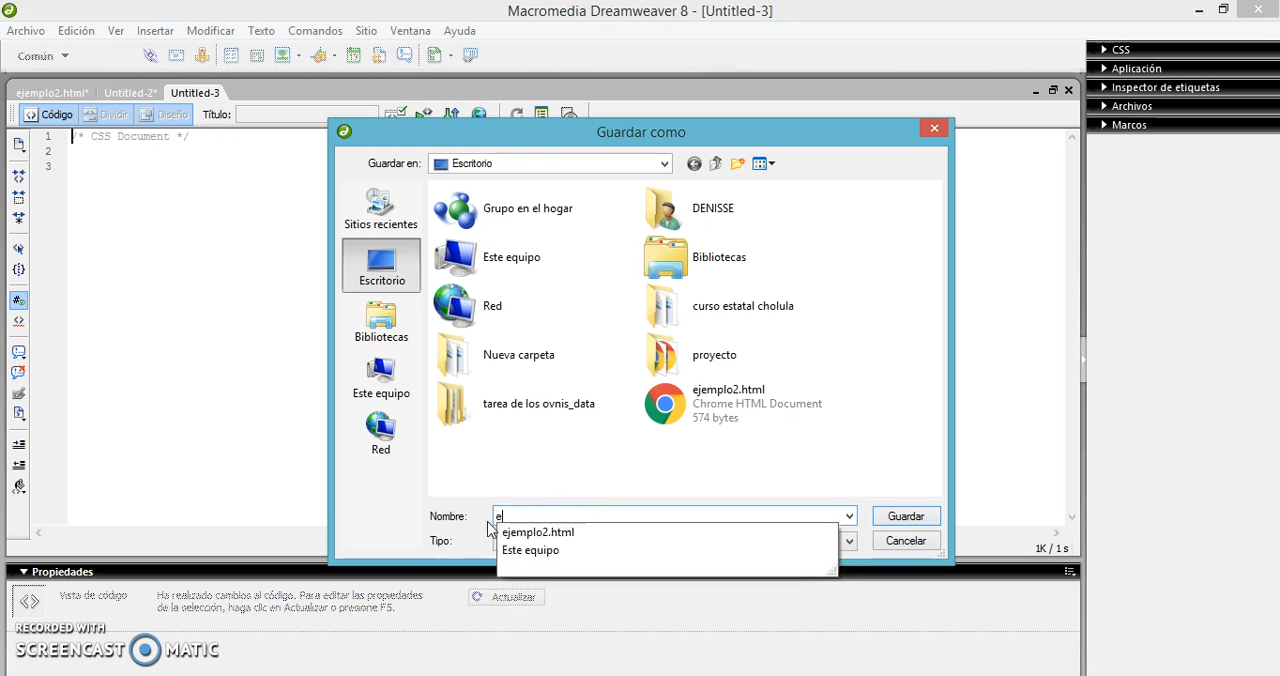 Macromedia Dreamweaver 8 - [Untitled-3]
Archivo Edición Ver Insertar Modificar Texto Comandos Sitio Ventana Ayuda
Común
CSS
Aplicación
Inspector de etiquetas
Archivos
Marcos
ejemplo2.html* Untitled-2* Untitled-3
Código Dividir Diseño Título:
1 /* CSS Document */
2
3
Guardar como
Guardar en: Escritorio
Sitios recientes
Escritorio
Bibliotecas
Este equipo
Red
Grupo en el hogar
DENISSE
Este equipo
Bibliotecas
Red
curso estatal cholula
Nueva carpeta
proyecto
tarea de los ovnis_data
ejemplo2.html
Chrome HTML Document
574 bytes
Nombre: e
Guardar
ejemplo2.html
Este equipo
Tipo:
Cancelar
1K / 1 s
Propiedades
Vista de código
Ha realizado cambios al código. Para editar las propiedades
de la selección, haga clic en Actualizar o presione F5.
Actualizar
RECORDED WITH
SCREENCAST MATIC